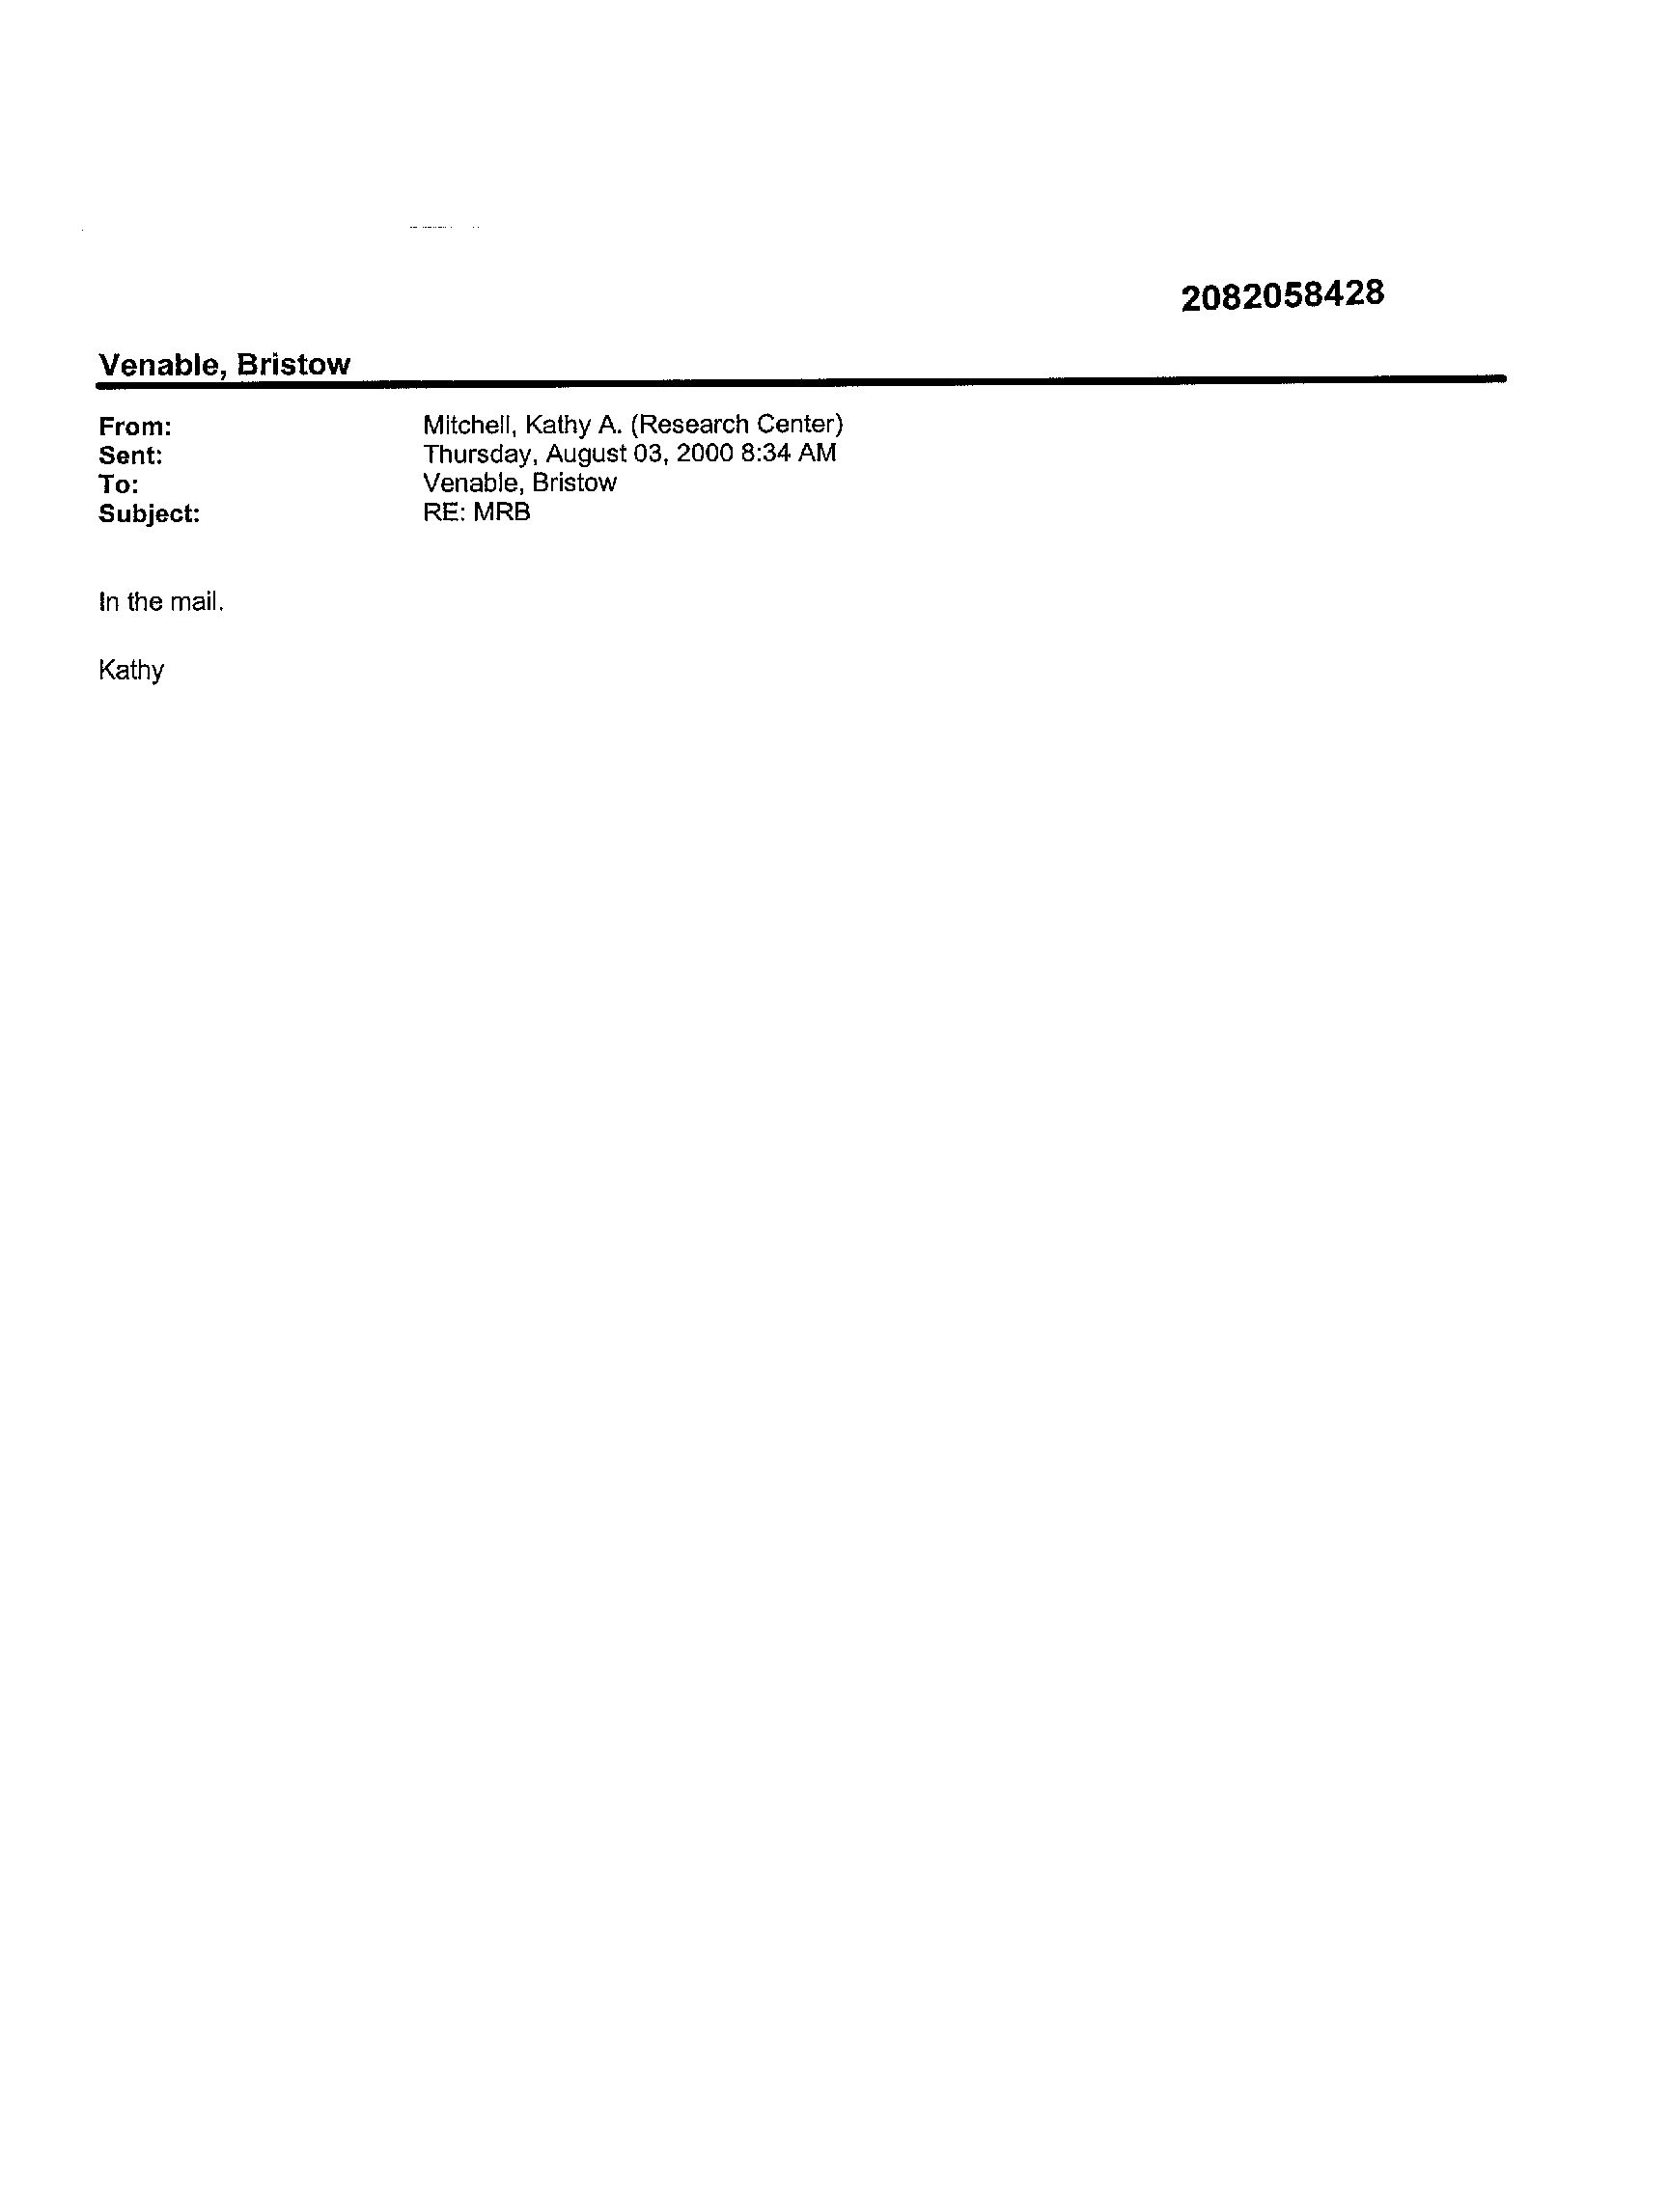 2082058428
Venable, Bristow
From: Mitchell, Kathy A. (Research Center)
Sent: Thursday, August 03, 2000 8:34 AM
To: Venable, Bristow
Subject: RE: MRB
In the mail.
Kathy